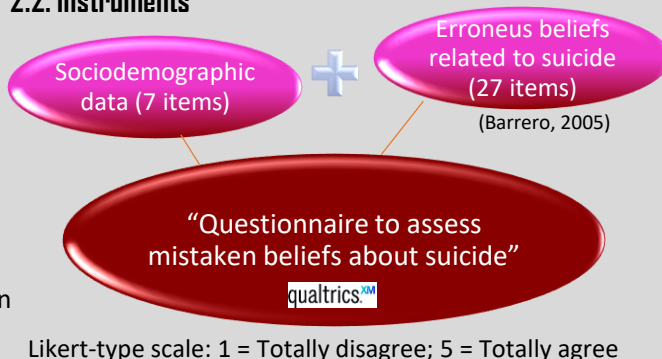 2.2. Instruments
Sociodemographic
data (7 items)
Erroneus beliefs
related to suicide
(27 items)
(Barrero, 2005)
“Questionnaire to assess
mistaken beliefs about suicide”
qualtrics.XM
n
Likert-type scale: 1 = Totally disagree; 5 = Totally agree